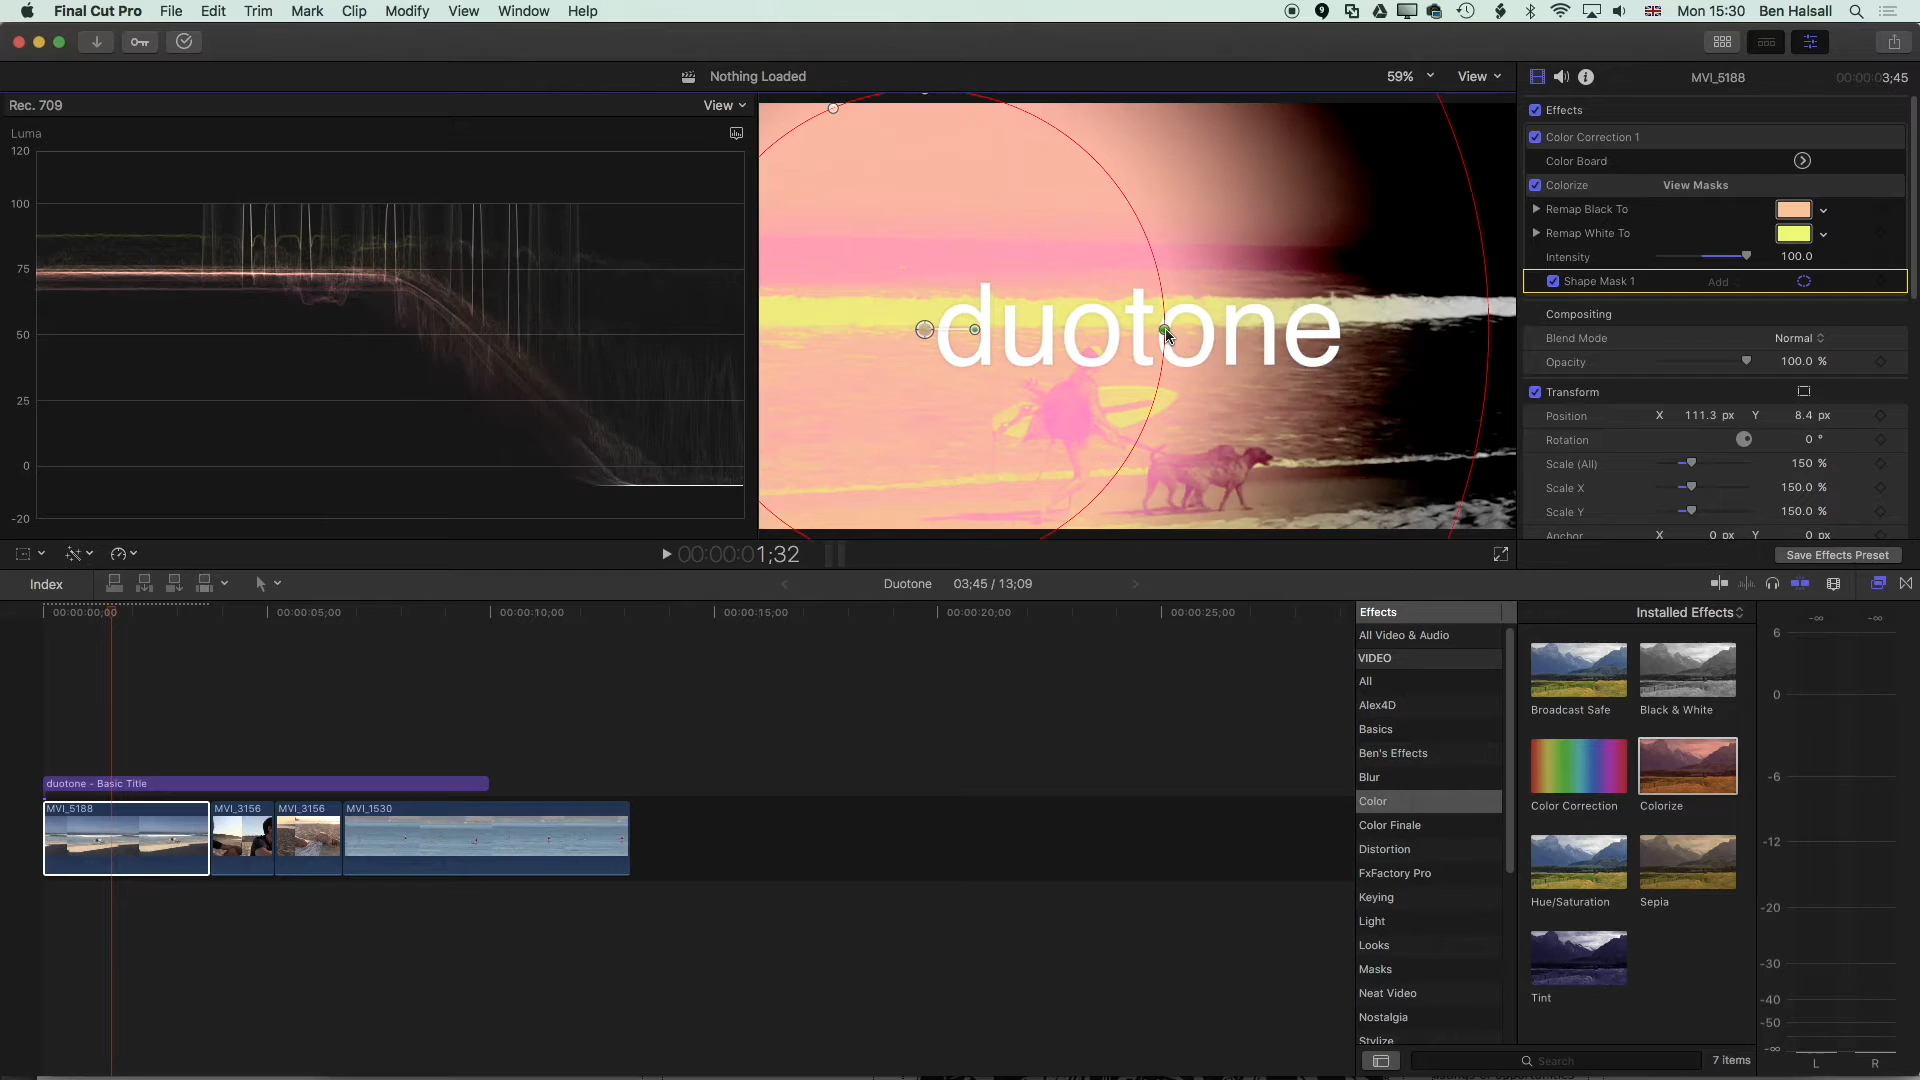 Final Cut Pro File Edit Trim Mark Clip Modify View Window Help
9 Mon 15:30 Ben Halsall
Nothing Loaded
59% View
MVI_5188
00:00:03;45
Rec. 709
View
Luma
120
100
75
50
25
0
-20
duotone
Effects
Color Correction 1
Color Board
Colorize View Masks
Remap Black To
Remap White To
Intensity 100.0
Shape Mask 1 Add
Compositing
Blend Mode Normal
Opacity 100.0 %
Transform
Position X 111.3 px Y 8.4 px
Rotation 0 °
Scale (All) 150 %
Scale X 150.0 %
Scale Y 150.0 %
Anchor X 0 px Y 0 px
Save Effects Preset
00:00:01;32
Index
Duotone 03;45 / 13;09
00:00:00;00 00:00:05;00 00:00:10;00 00:00:15;00 00:00:20;00 00:00:25;00
duotone - Basic Title
MVI_5188 MVI_3156 MVI_3156 MVI_1530
Effects
All Video & Audio
VIDEO
All
Alex4D
Basics
Ben's Effects
Blur
Color
Color Finale
Distortion
FxFactory Pro
Keying
Light
Looks
Masks
Neat Video
Nostalgia
Stylize
Installed Effects
Broadcast Safe Black & White
Color Correction Colorize
Hue/Saturation Sepia
Tint
Search
7 items
-∞ -∞
6
0
-6
-12
-20
-30
-40
-50
-∞
L R